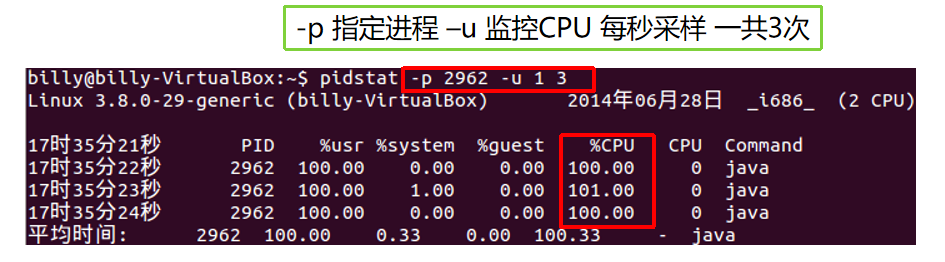 -p 指定进程 –u 监控CPU 每秒采样 一共3次
billy@billy-VirtualBox:~$ pidstat -p 2962 -u 1 3
Linux 3.8.0-29-generic (billy-VirtualBox) 2014年06月28日 _i686_ (2 CPU)
17时35分21秒 PID %usr %system %guest %CPU CPU Command
17时35分22秒 2962 100.00 0.00 0.00 100.00 0 java
17时35分23秒 2962 100.00 1.00 0.00 101.00 0 java
17时35分24秒 2962 100.00 0.00 0.00 100.00 0 java
平均时间: 2962 100.00 0.33 0.00 100.33 - java